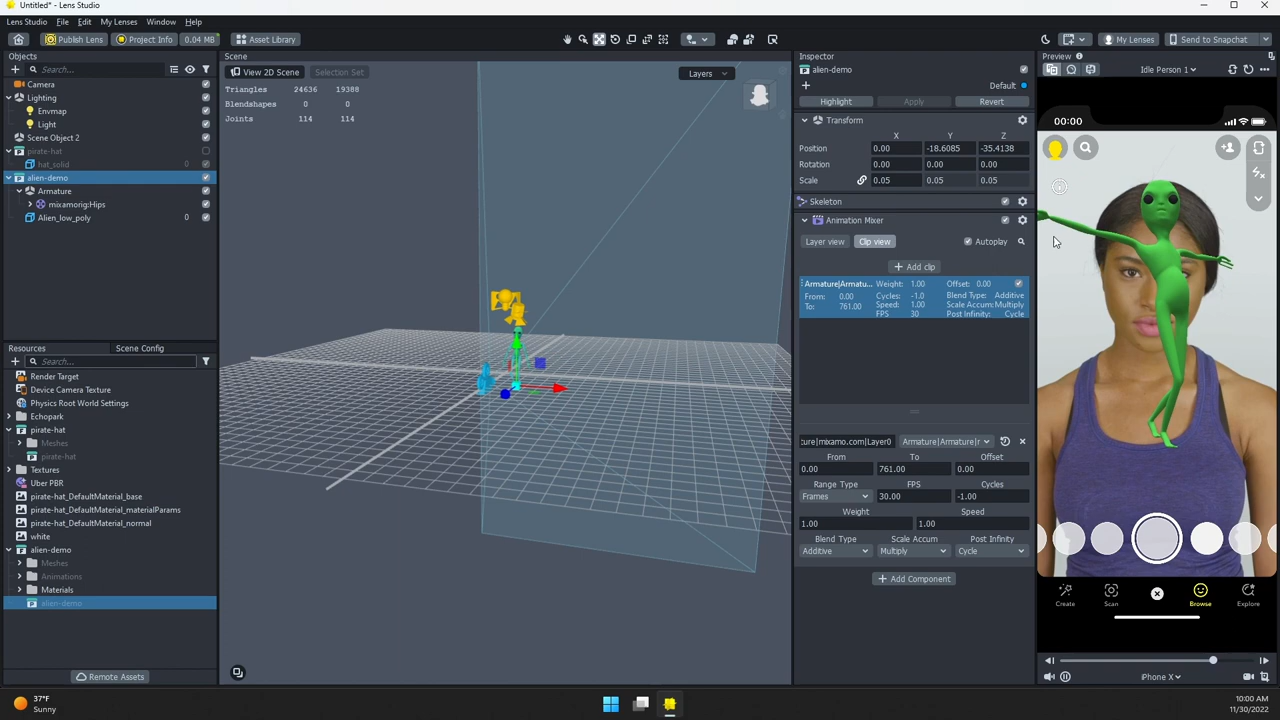 Untitled* - Lens Studio
Lens Studio File Edit My Lenses Window Help
Publish Lens Project Info 0.04 MB Asset Library My Lenses Send to Snapchat
Objects
Search...
Camera
Lighting
Envmap
Light
Scene Object 2
pirate-hat
hat_solid 0
alien-demo
Armature
mixamorig:Hips
Alien_low_poly 0
Resources Scene Config
Search...
Render Target
Device Camera Texture
Physics Root World Settings
Echopark
pirate-hat
Meshes
pirate-hat
Textures
Uber PBR
pirate-hat_DefaultMaterial_base
pirate-hat_DefaultMaterial_materialParams
pirate-hat_DefaultMaterial_normal
white
alien-demo
Meshes
Animations
Materials
alien-demo
Remote Assets
Scene
View 2D Scene Selection Set Layers
Triangles 24636 19388
Blendshapes 0 0
Joints 114 114
Inspector
alien-demo
Default
Highlight Apply Revert
Transform
X Y Z
Position 0.00 -18.6085 -35.4138
Rotation 0.00 0.00 0.00
Scale 0.05 0.05 0.05
Skeleton
Animation Mixer
Layer view Clip view Autoplay
Add clip
Armature|Armatu... Weight: 1.00 Offset: 0.00
From: 0.00 Cycles: -1.0 Blend Type: Additive
To: 761.00 Speed: 1.00 Scale Accum: Multiply
FPS 30 Post Infinity: Cycle
:ure|mixamo.com|Layer0 Armature|Armature|r
From To Offset
0.00 761.00 0.00
Range Type FPS Cycles
Frames 30.00 -1.00
Weight Speed
1.00 1.00
Blend Type Scale Accum Post Infinity
Additive Multiply Cycle
Add Component
Preview
Idle Person 1
00:00
Create Scan Browse Explore
iPhone X
37°F
Sunny
10:00 AM
11/30/2022